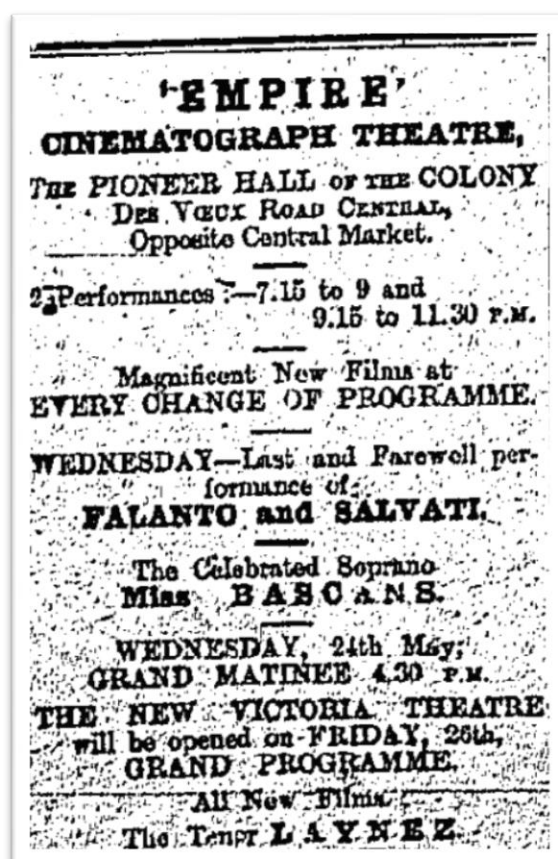 'EMPIRE'
CINEMATOGRAPH THEATRE,
THE PIONEER HALL OF THE COLONY
DES VŒUX ROAD CENTRAL,
Opposite Central Market.
2 Performances :—7.15 to 9 and
9.15 to 11.30 P.M.
Magnificent New Films at
EVERY CHANGE OF PROGRAMME.
WEDNESDAY—Last and Farewell per-
formance of
FALANTO and SALVATI.
The Celebrated Soprano
Miss BASCANS.
WEDNESDAY, 24th May,
GRAND MATINEE 4.30 P.M.
THE NEW VICTORIA THEATRE
will be opened on FRIDAY, 26th,
GRAND PROGRAMME.
All New Films.
The Tenor LAYNEZ.